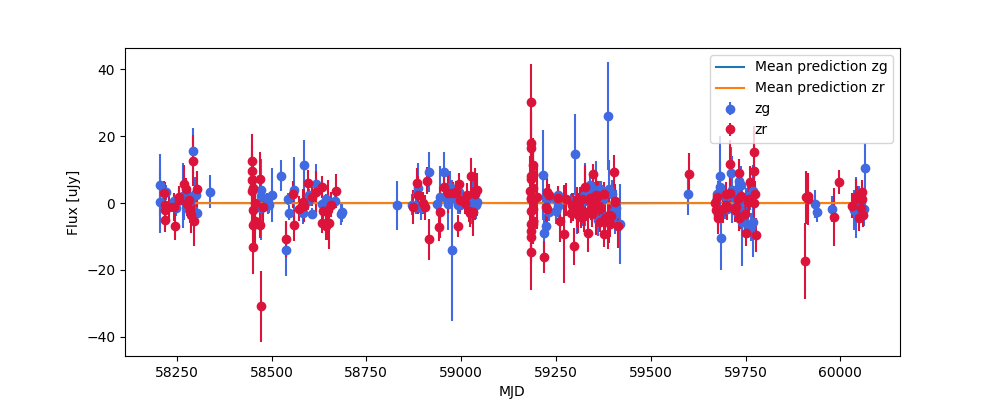 Flux [uJy]
40
20
0
−20
−40
58250
58500
58750
59000
59250
59500
59750
60000
MJD
Mean prediction zg
Mean prediction zr
zg
zr